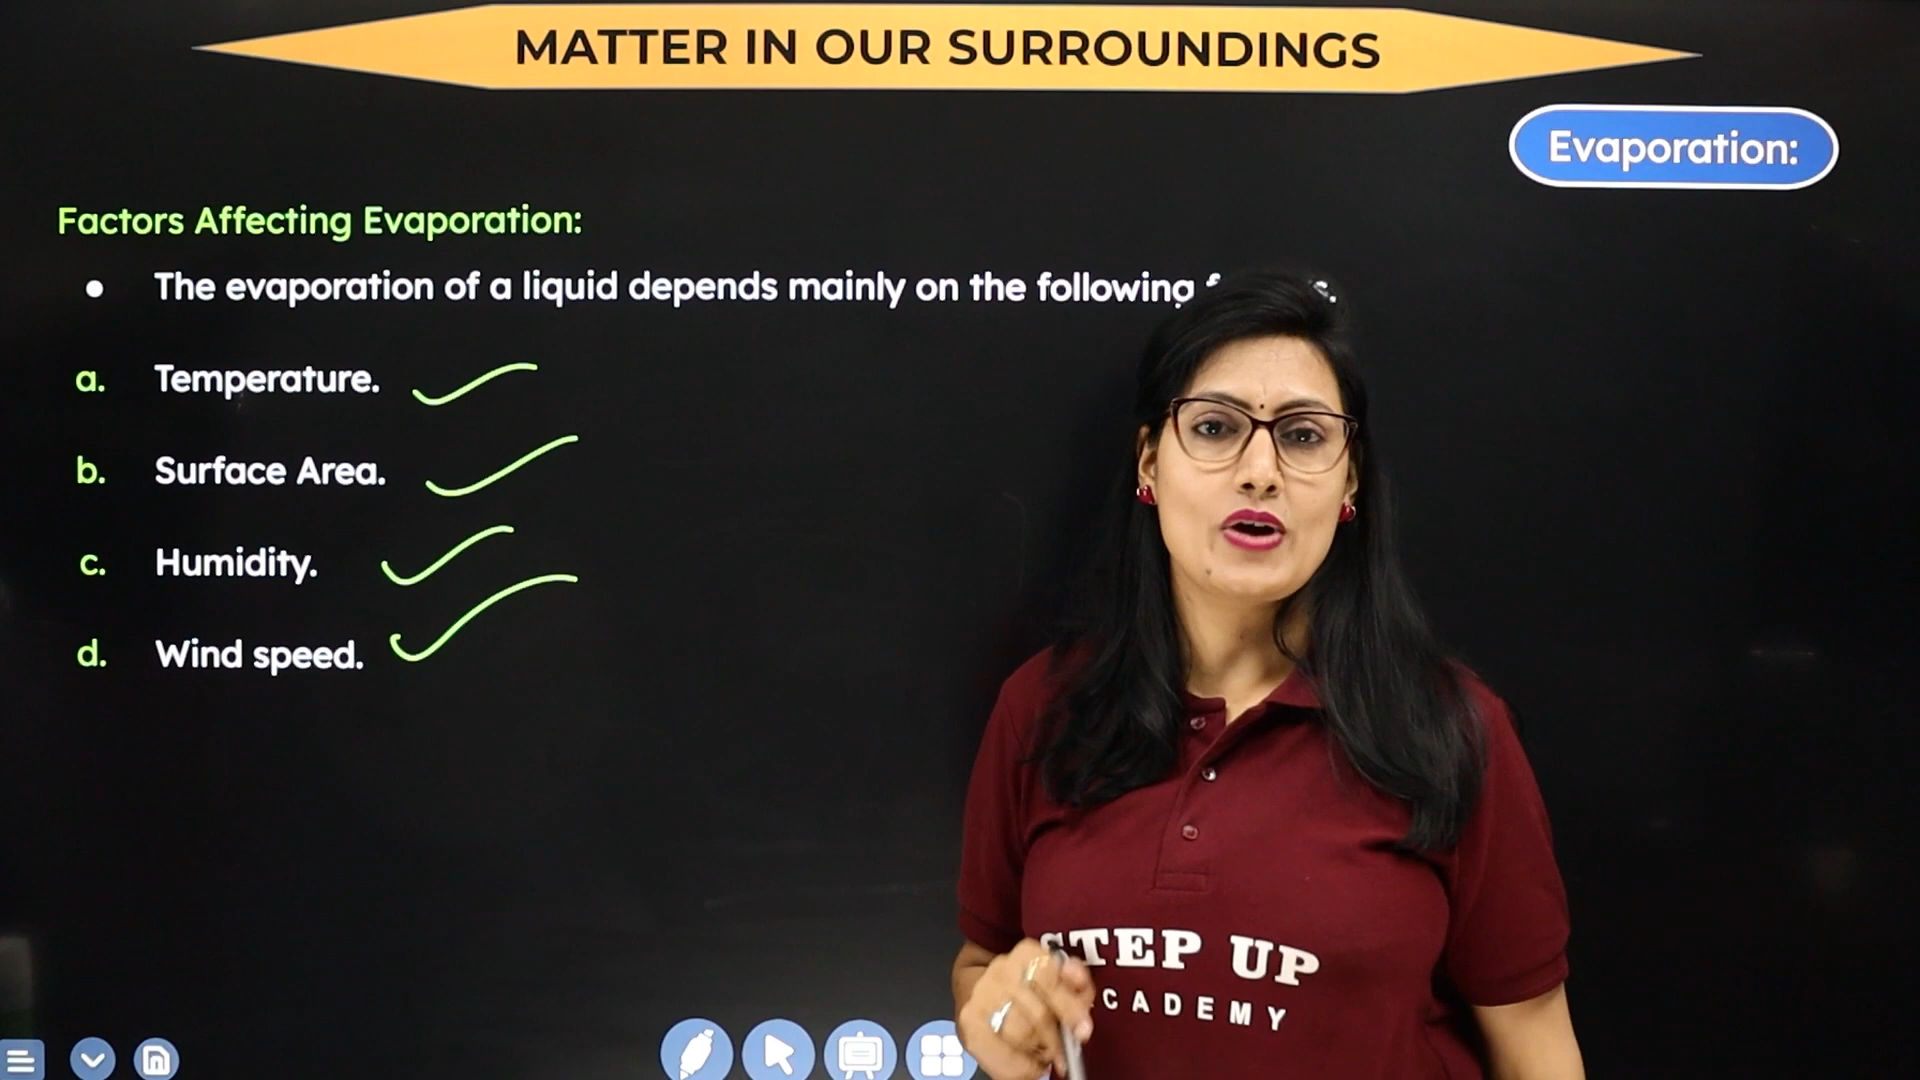 MATTER IN OUR SURROUNDINGS
Evaporation:
Factors Affecting Evaporation:
• The evaporation of a liquid depends mainly on the following
a. Temperature.
b. Surface Area.
c. Humidity.
d. Wind speed.
STEP UP
CADEMY